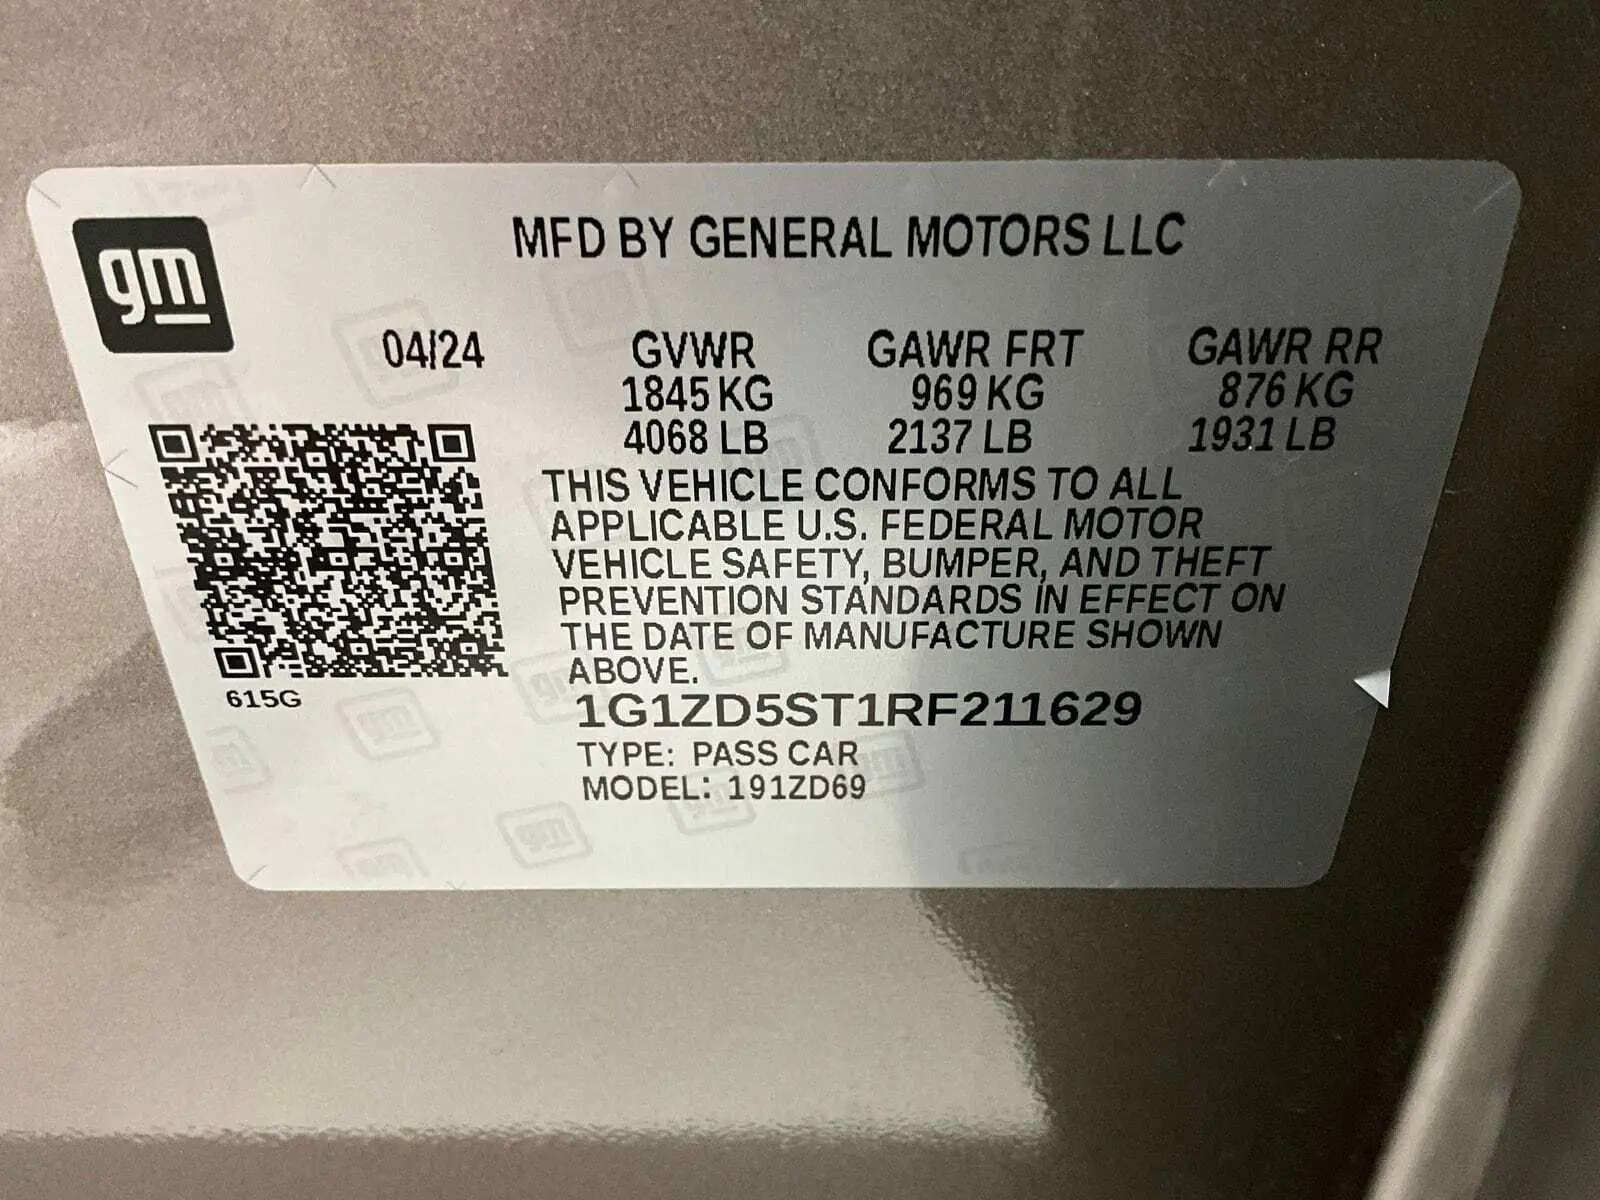 gm
MFD BY GENERAL MOTORS LLC
04/24 GVWR GAWR FRT GAWR RR
1845 KG 969 KG 876 KG
4068 LB 2137 LB 1931 LB
THIS VEHICLE CONFORMS TO ALL
APPLICABLE U.S. FEDERAL MOTOR
VEHICLE SAFETY, BUMPER, AND THEFT
PREVENTION STANDARDS IN EFFECT ON
THE DATE OF MANUFACTURE SHOWN
ABOVE.
615G
1G1ZD5ST1RF211629
TYPE: PASS CAR
MODEL: 191ZD69